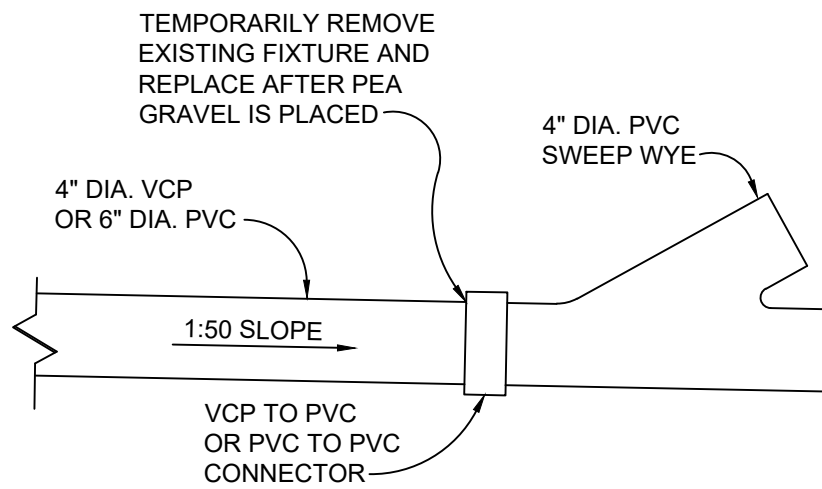 TEMPORARILY REMOVE
EXISTING FIXTURE AND
REPLACE AFTER PEA
GRAVEL IS PLACED
4" DIA. PVC
SWEEP WYE
4" DIA. VCP
OR 6" DIA. PVC
1:50 SLOPE
VCP TO PVC
OR PVC TO PVC
CONNECTOR